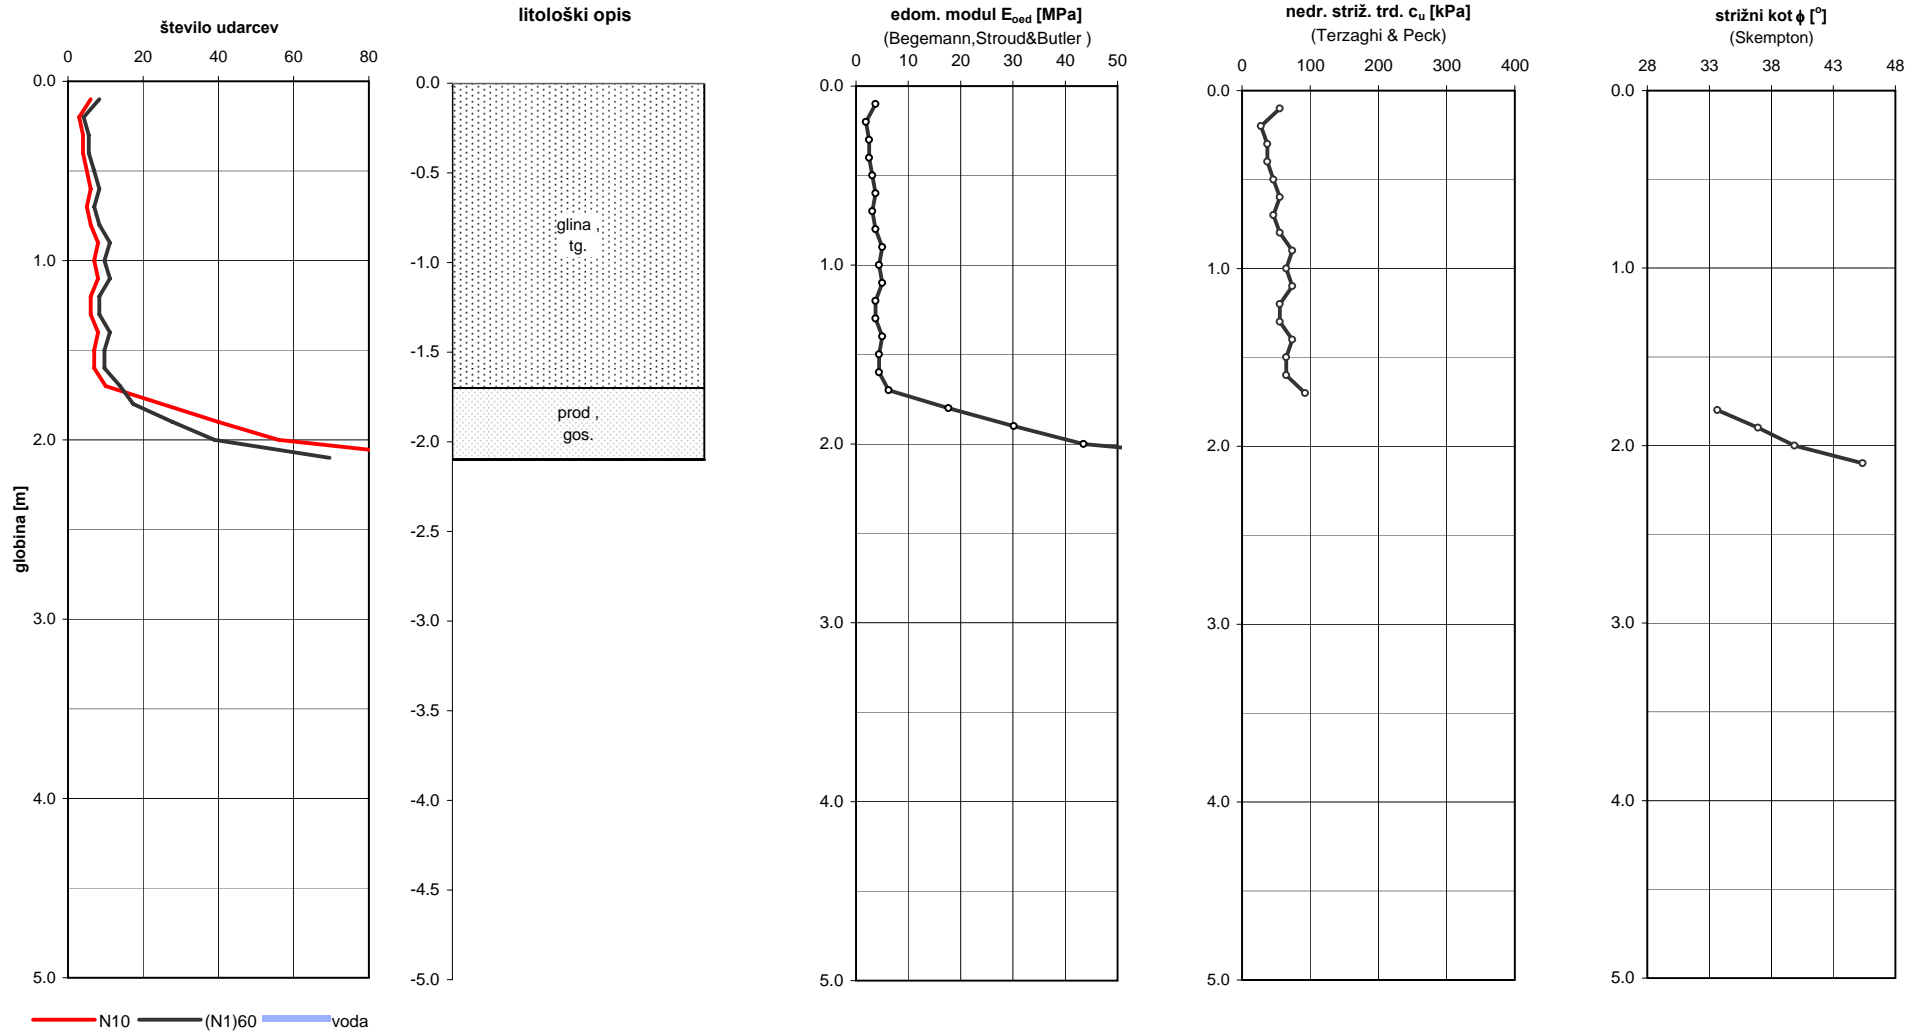 število udarcev
0 20 40 60 80
0.0
1.0
2.0
3.0
4.0
5.0
globina [m]
N10 (N1)60 voda
litološki opis
0.0
-0.5
-1.0
-1.5
-2.0
-2.5
-3.0
-3.5
-4.0
-4.5
-5.0
glina ,
tg.
prod ,
gos.
edom. modul Eoed [MPa]
(Begemann,Stroud&Butler )
0 10 20 30 40 50
0.0
1.0
2.0
3.0
4.0
5.0
nedr. striž. trd. cu [kPa]
(Terzaghi & Peck)
0 100 200 300 400
0.0
1.0
2.0
3.0
4.0
5.0
strižni kot ϕ [o]
(Skempton)
28 33 38 43 48
0.0
1.0
2.0
3.0
4.0
5.0